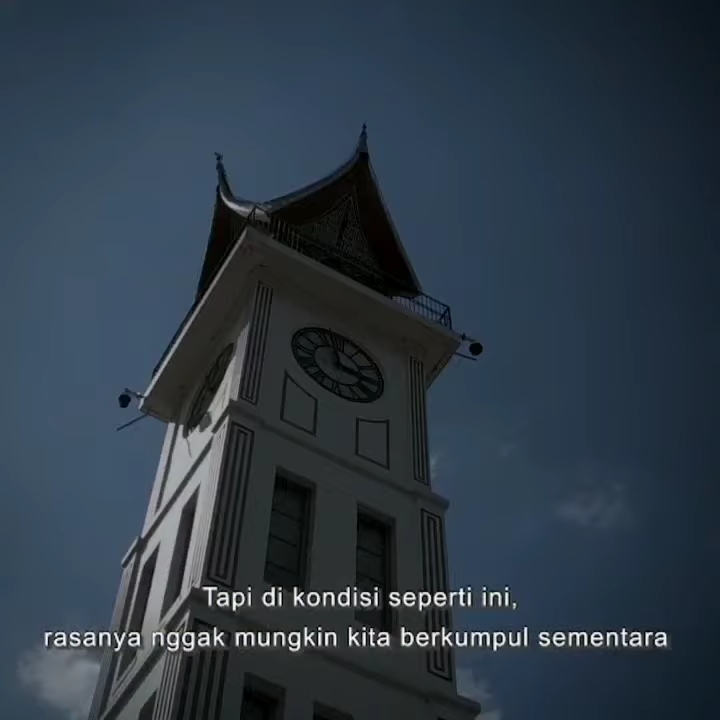 Tapi di kondisi seperti ini,
rasanya nggak mungkin kita berkumpul sementara